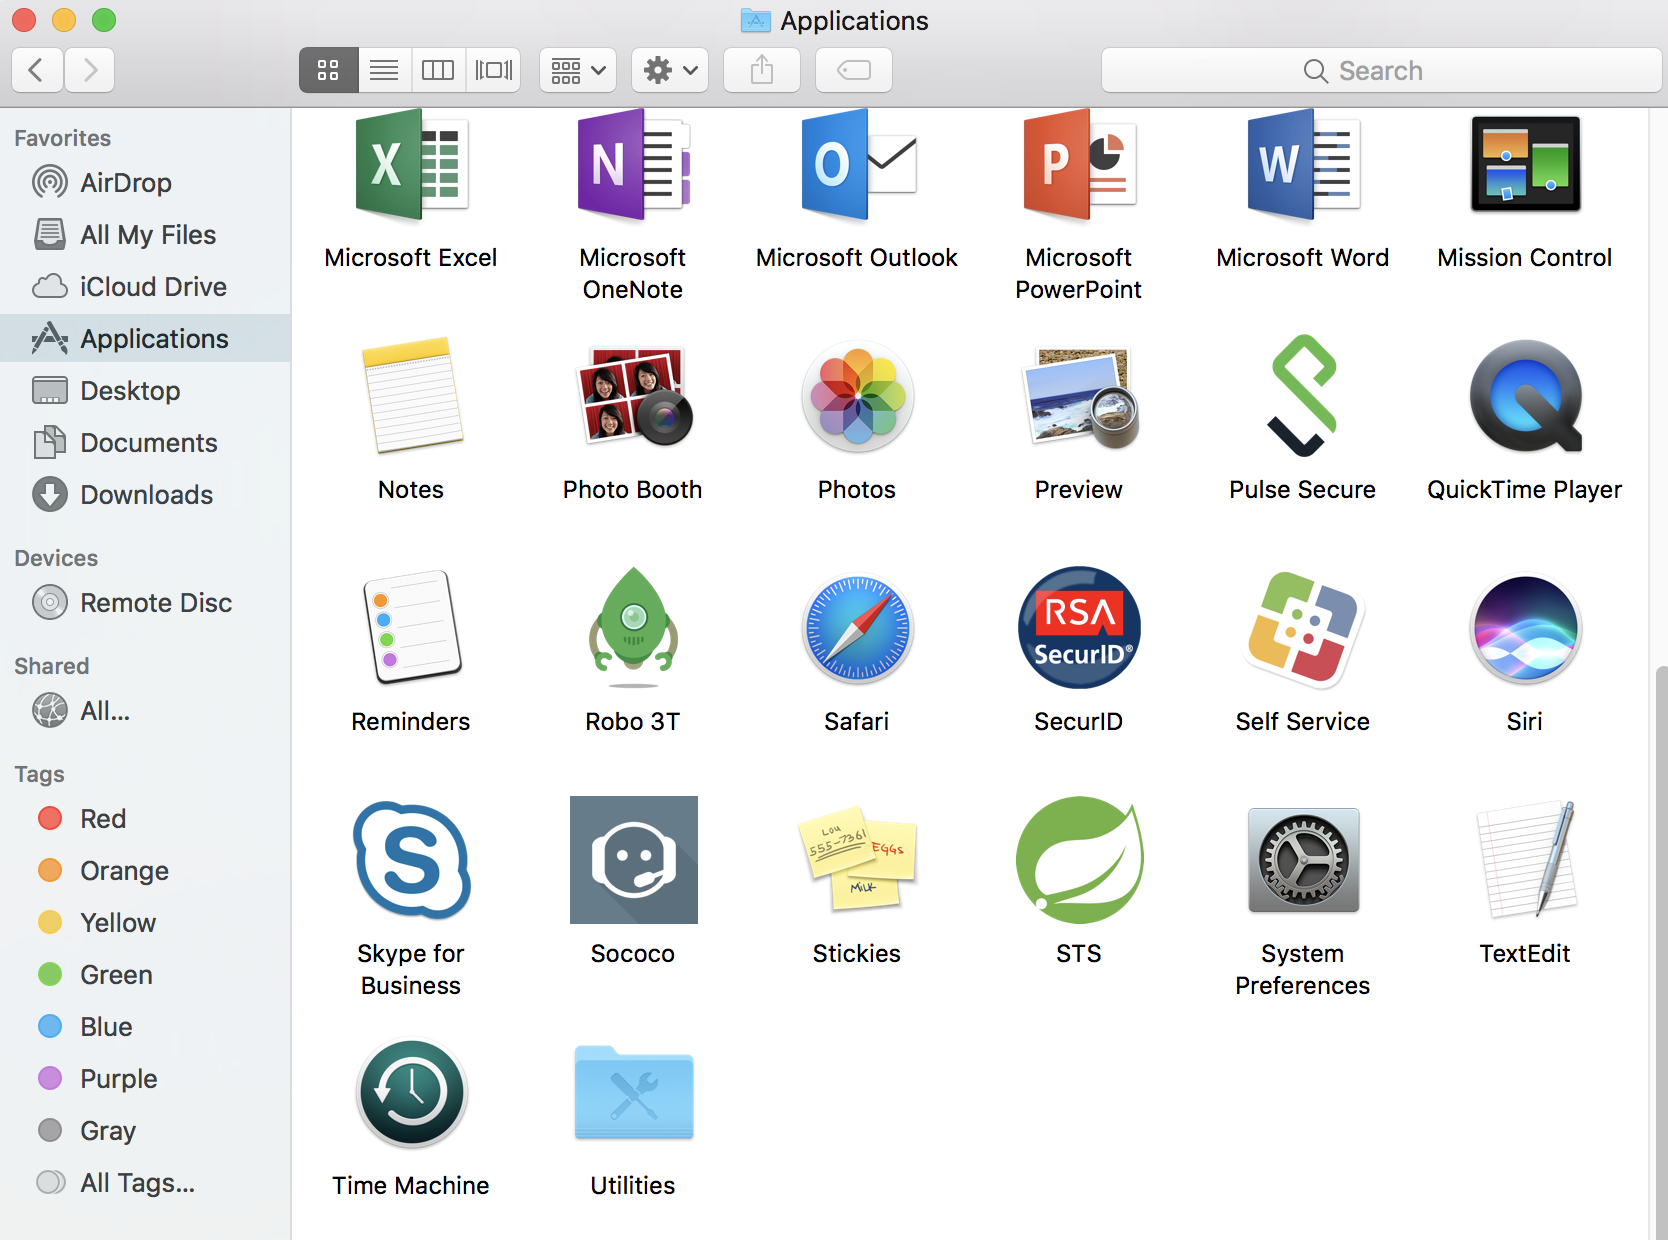 Applications
Search
Favorites
AirDrop
All My Files
iCloud Drive
Applications
Desktop
Documents
Downloads
Devices
Remote Disc
Shared
All...
Tags
Red
Orange
Yellow
Green
Blue
Purple
Gray
All Tags...
X
N
O
P
W
Microsoft Excel
Microsoft
OneNote
Microsoft Outlook
Microsoft
PowerPoint
Microsoft Word
Mission Control
Notes
Photo Booth
Photos
Preview
Pulse Secure
QuickTime Player
RSA
SecurID®
Reminders
Robo 3T
Safari
SecurID
Self Service
Siri
S
Lou
555-7361
EGGS
MILK
Skype for
Business
Sococo
Stickies
STS
System
Preferences
TextEdit
Time Machine
Utilities